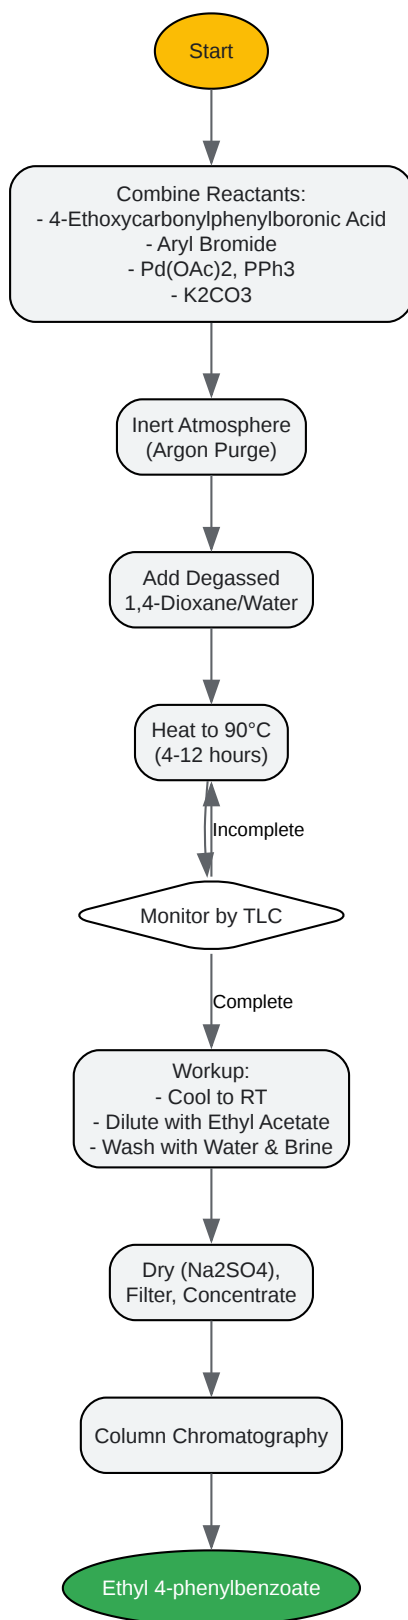 Start
Combine Reactants:
- 4-Ethoxycarbonylphenylboronic Acid
- Aryl Bromide
- Pd(OAc)2, PPh3
- K2CO3
Inert Atmosphere
(Argon Purge)
Add Degassed
1,4-Dioxane/Water
Heat to 90°C
(4-12 hours)
Incomplete
Monitor by TLC
Complete
Workup:
- Cool to RT
- Dilute with Ethyl Acetate
- Wash with Water & Brine
Dry (Na2SO4),
Filter, Concentrate
Column Chromatography
Ethyl 4-phenylbenzoate